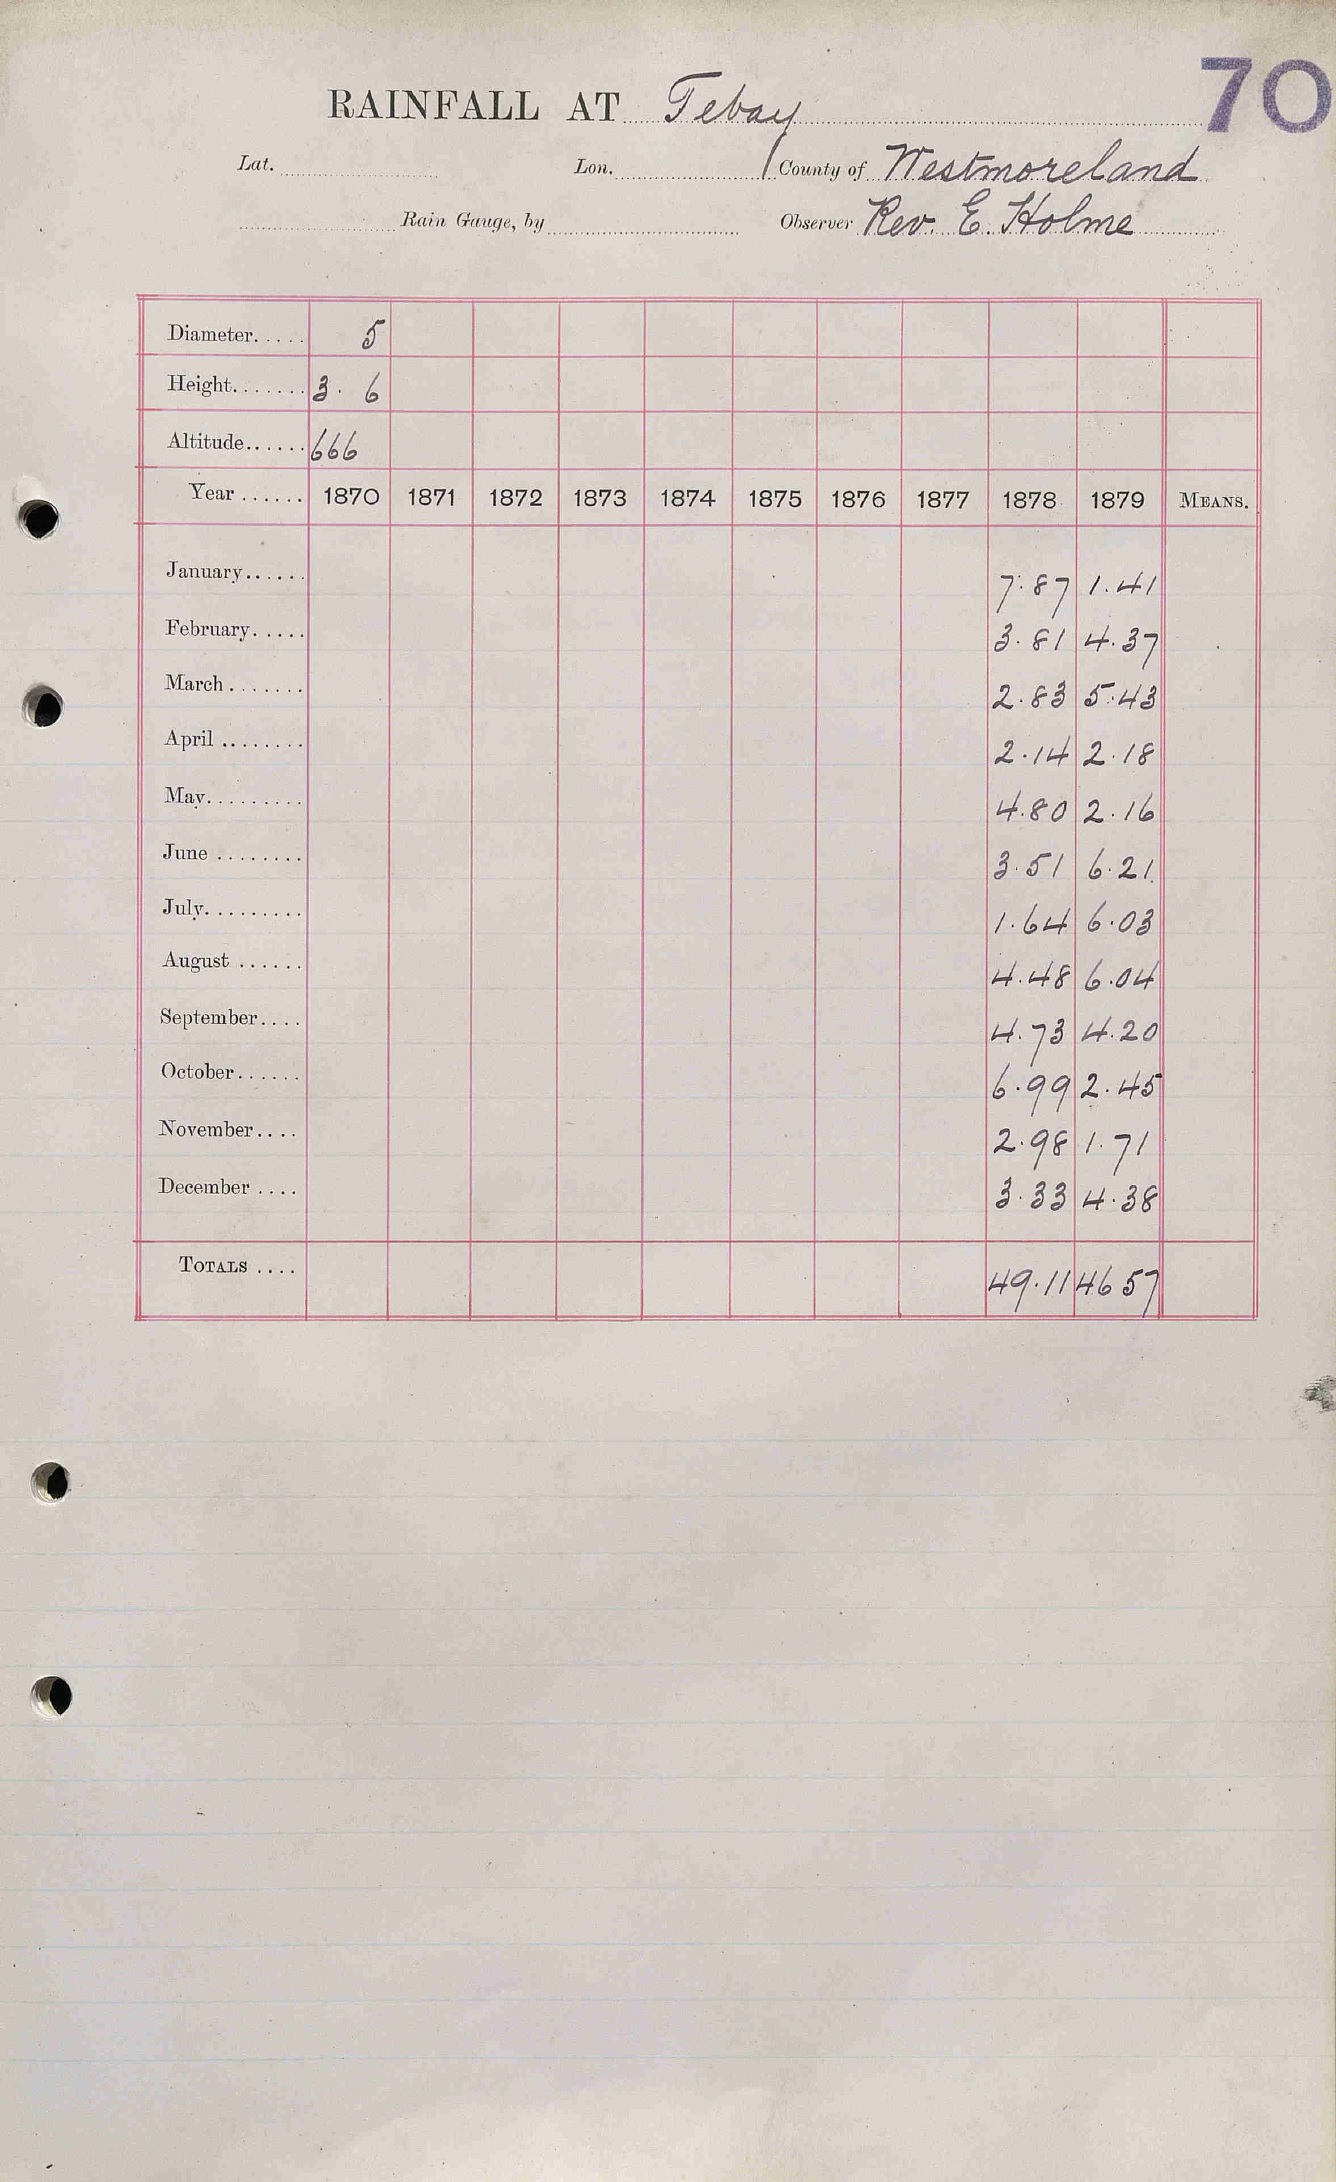 70
RAINFALL AT Tebay
Lat. Lon. County of Westmoreland
Rain Gauge, by Observer Rev. E. Holme
Diameter..... 5
Height....... 3. 6
Altitude...... 666
Year ...... 1870 1871 1872 1873 1874 1875 1876 1877 1878 1879 MEANS.
January...... 7.87 1.41
February..... 3.81 4.37
March ....... 2.83 5.43
April ........ 2.14 2.18
May......... 4.80 2.16
June ........ 3.51 6.21
July......... 1.64 6.03
August ...... 4.48 6.04
September.... 4.73 4.20
October...... 6.99 2.45
November.... 2.98 1.71
December .... 3.33 4.38
TOTALS .... 49.11 46 57